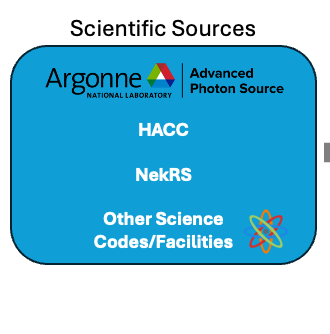 Scientific Sources
Argonne
NATIONAL LABORATORY
Advanced
Photon Source
HACC
NekRS
Other Science
Codes/Facilities